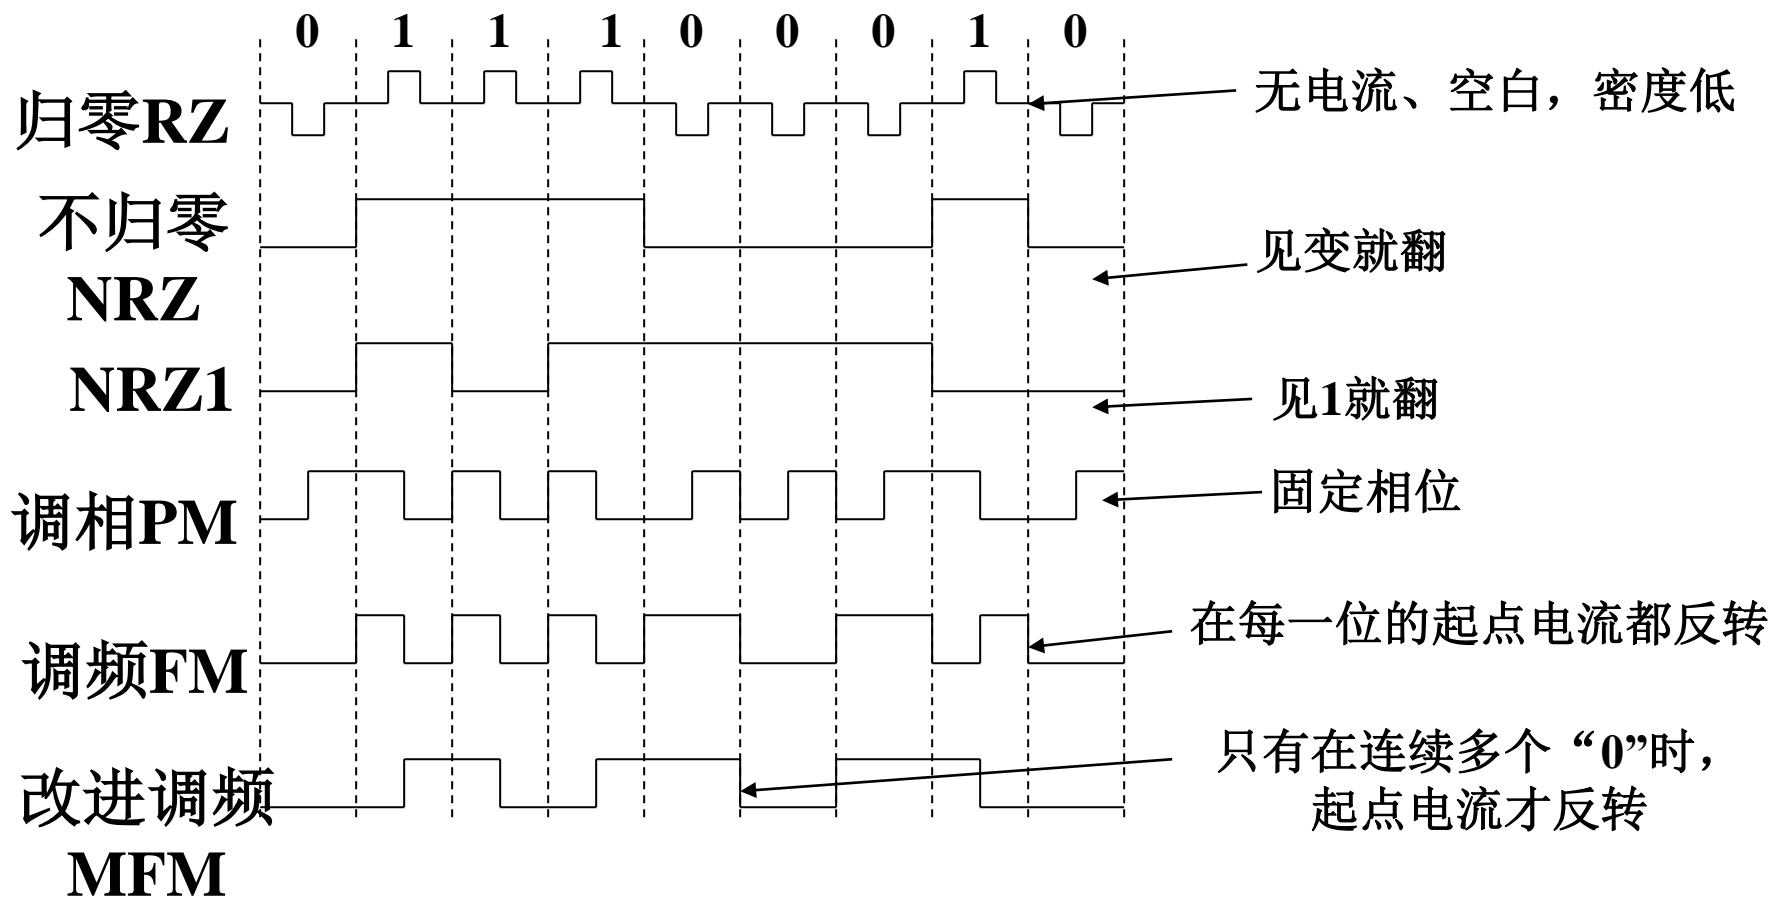 0 1 1 1 0 0 0 1 0
归零RZ
无电流、空白，密度低
不归零
NRZ
见变就翻
NRZ1
见1就翻
调相PM
固定相位
调频FM
在每一位的起点电流都反转
改进调频
MFM
只有在连续多个“0”时，
起点电流才反转